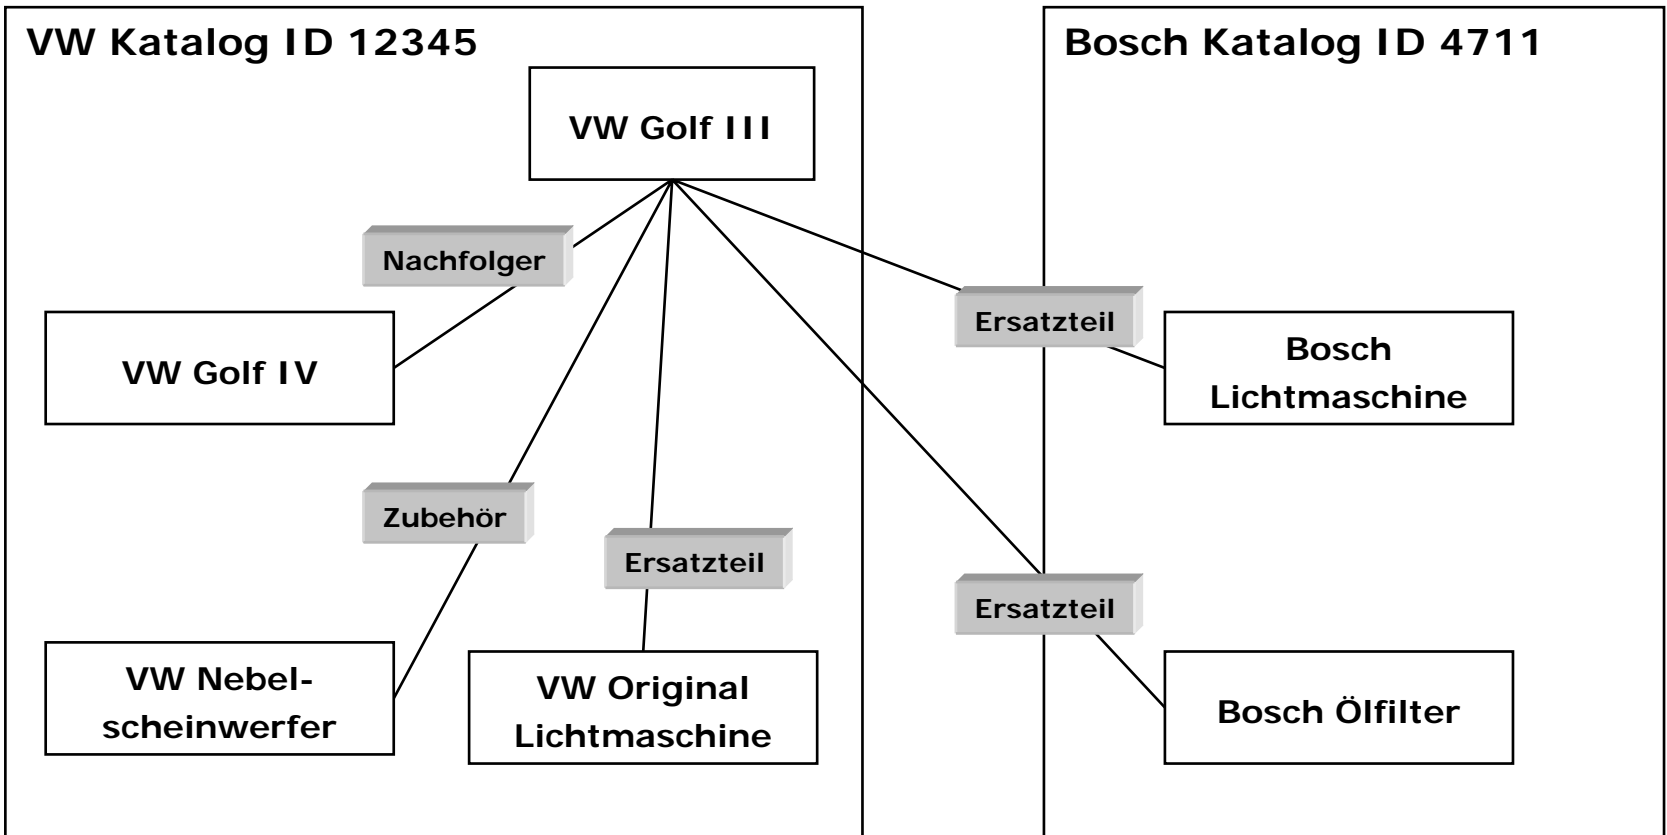 VW Katalog ID 12345
Bosch Katalog ID 4711
VW Golf III
Nachfolger
Ersatzteil
VW Golf IV
Bosch
Lichtmaschine
Zubehör
Ersatzteil
Ersatzteil
VW Nebel-
scheinwerfer
VW Original
Lichtmaschine
Bosch Ölfilter